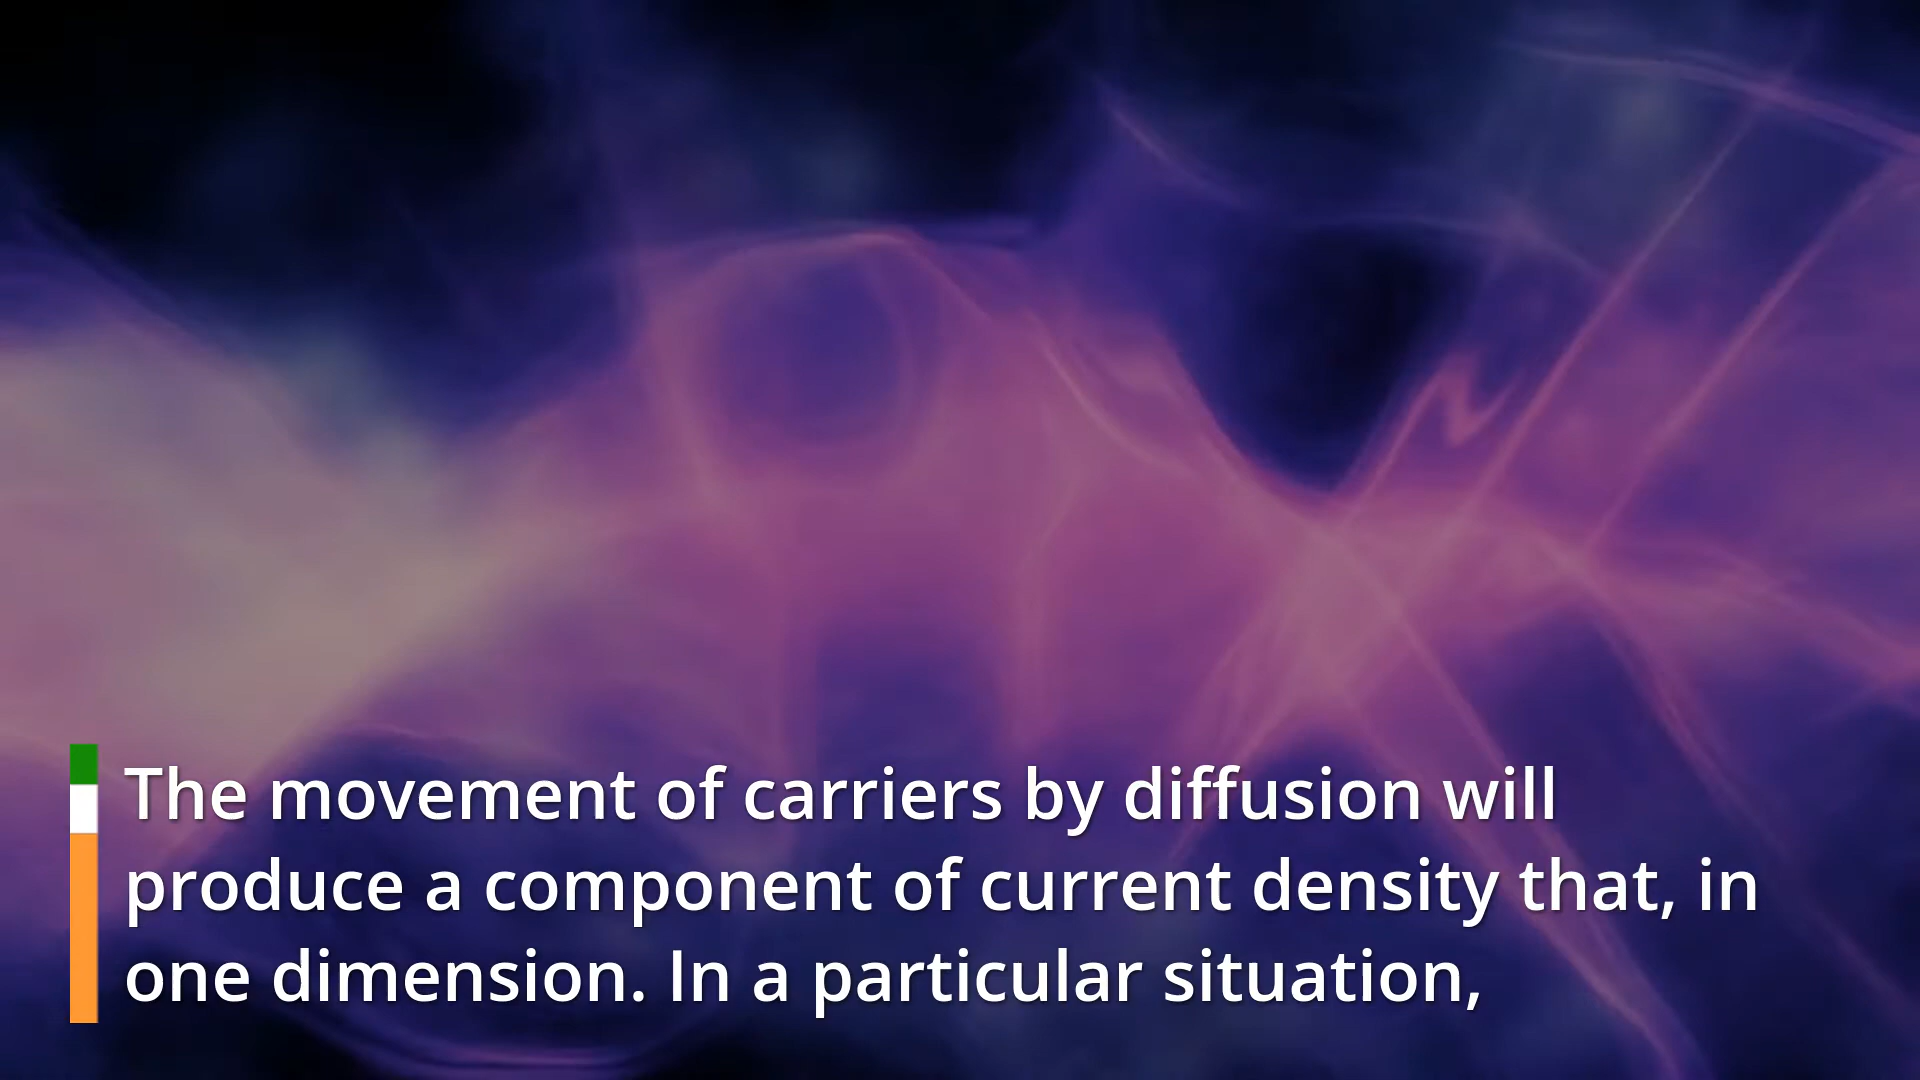 The movement of carriers by diffusion will
produce a component of current density that, in
one dimension. In a particular situation,